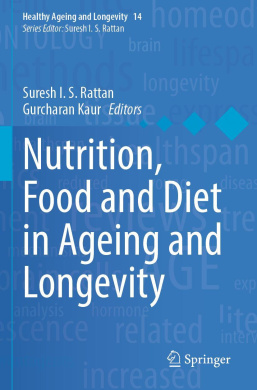 Healthy Ageing and Longevity 14
Series Editor: Suresh I. S. Rattan
Suresh I. S. Rattan
Gurcharan Kaur Editors
Nutrition,
Food and Diet
in Ageing and
Longevity
Springer